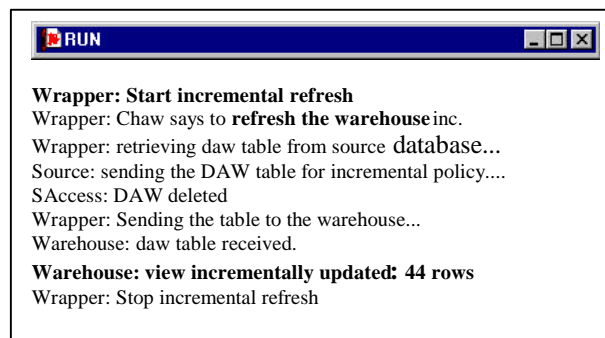 RUN
Wrapper: Start incremental refresh
Wrapper: Chaw says to refresh the warehouse inc.
Wrapper: retrieving daw table from source database...
Source: sending the DAW table for incremental policy....
SAccess: DAW deleted
Wrapper: Sending the table to the warehouse...
Warehouse: daw table received.
Warehouse: view incrementally updated: 44 rows
Wrapper: Stop incremental refresh